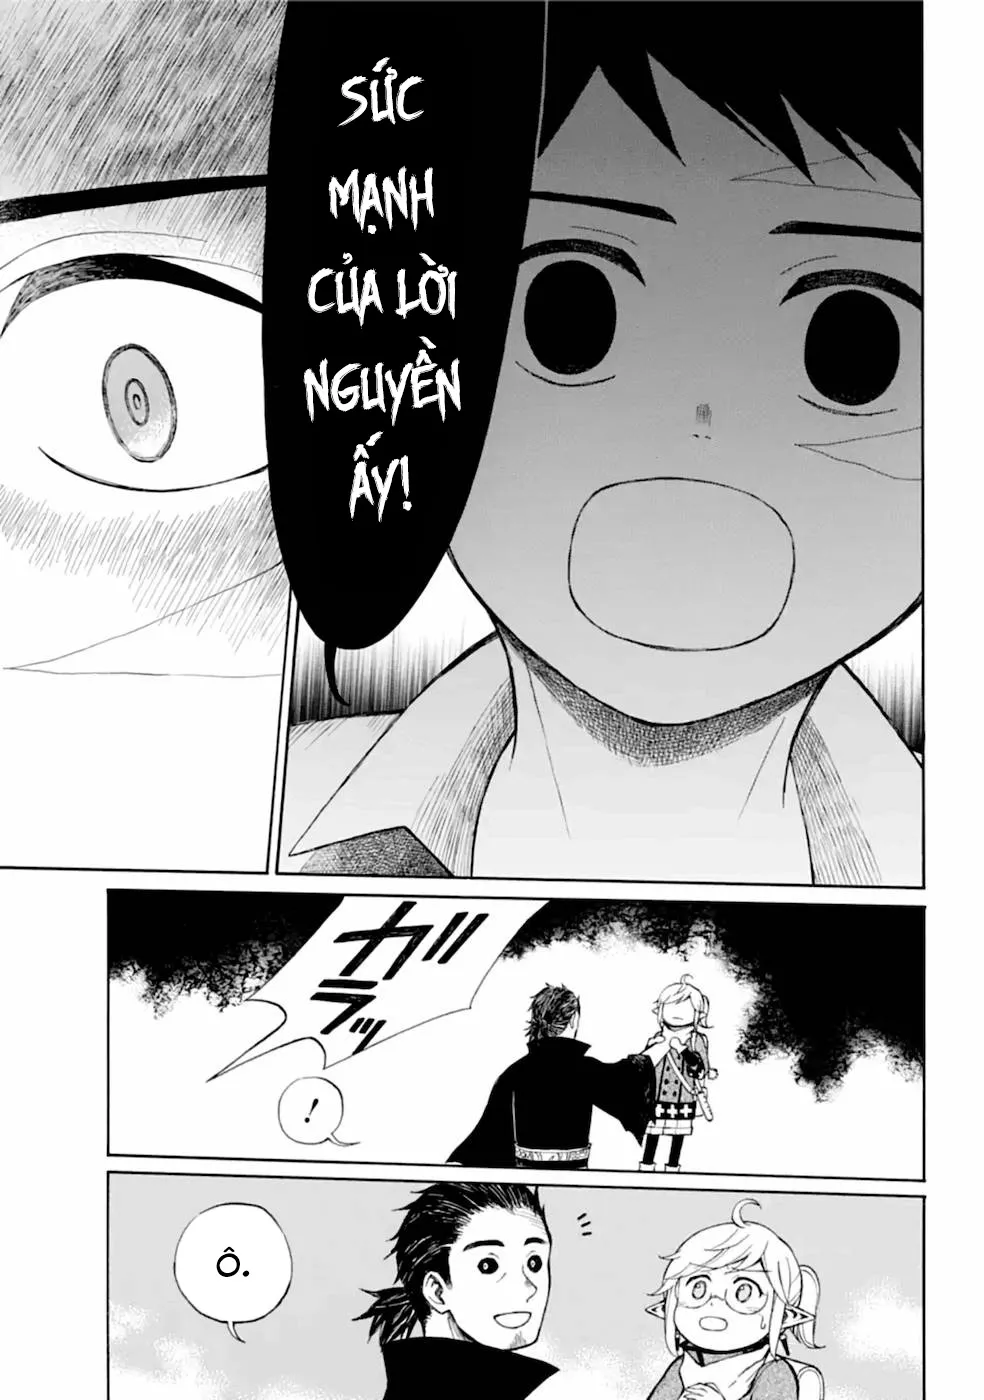 SỨC
MẠNH
CỦA LỜI
NGUYỀN
ẤY!
ガラッ
!
Ồ.